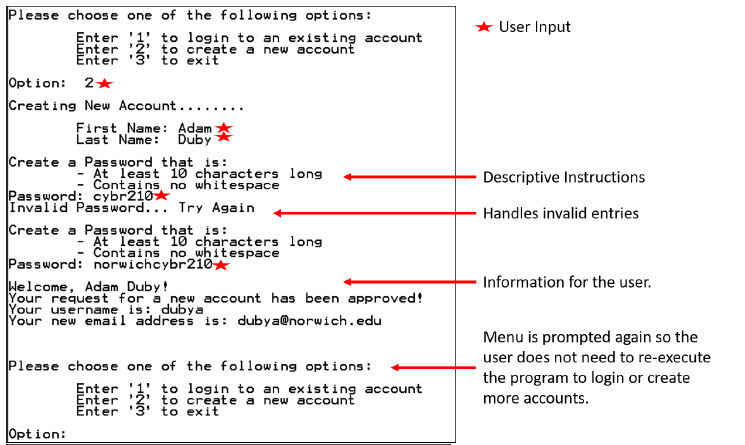 Please choose one of the following options:
Enter '1' to login to an existing account
Enter '2' to create a new account
Enter '3' to exit
Option: 2
Creating New Account........
First Name: Adam
Last Name: Duby
Create a Password that is:
- At least 10 characters long
- Contains no whitespace
Password: cybr210
Invalid Password... Try Again
Create a Password that is:
- At least 10 characters long
- Contains no whitespace
Password: norwichcybr210
Welcome, Adam Duby!
Your request for a new account has been approved!
Your username is: dubya
Your new email address is: dubya@norwich.edu
Please choose one of the following options:
Enter '1' to login to an existing account
Enter '2' to create a new account
Enter '3' to exit
Option:
User Input
Descriptive Instructions
Handles invalid entries
Information for the user.
Menu is prompted again so the
user does not need to re-execute
the program to login or create
more accounts.